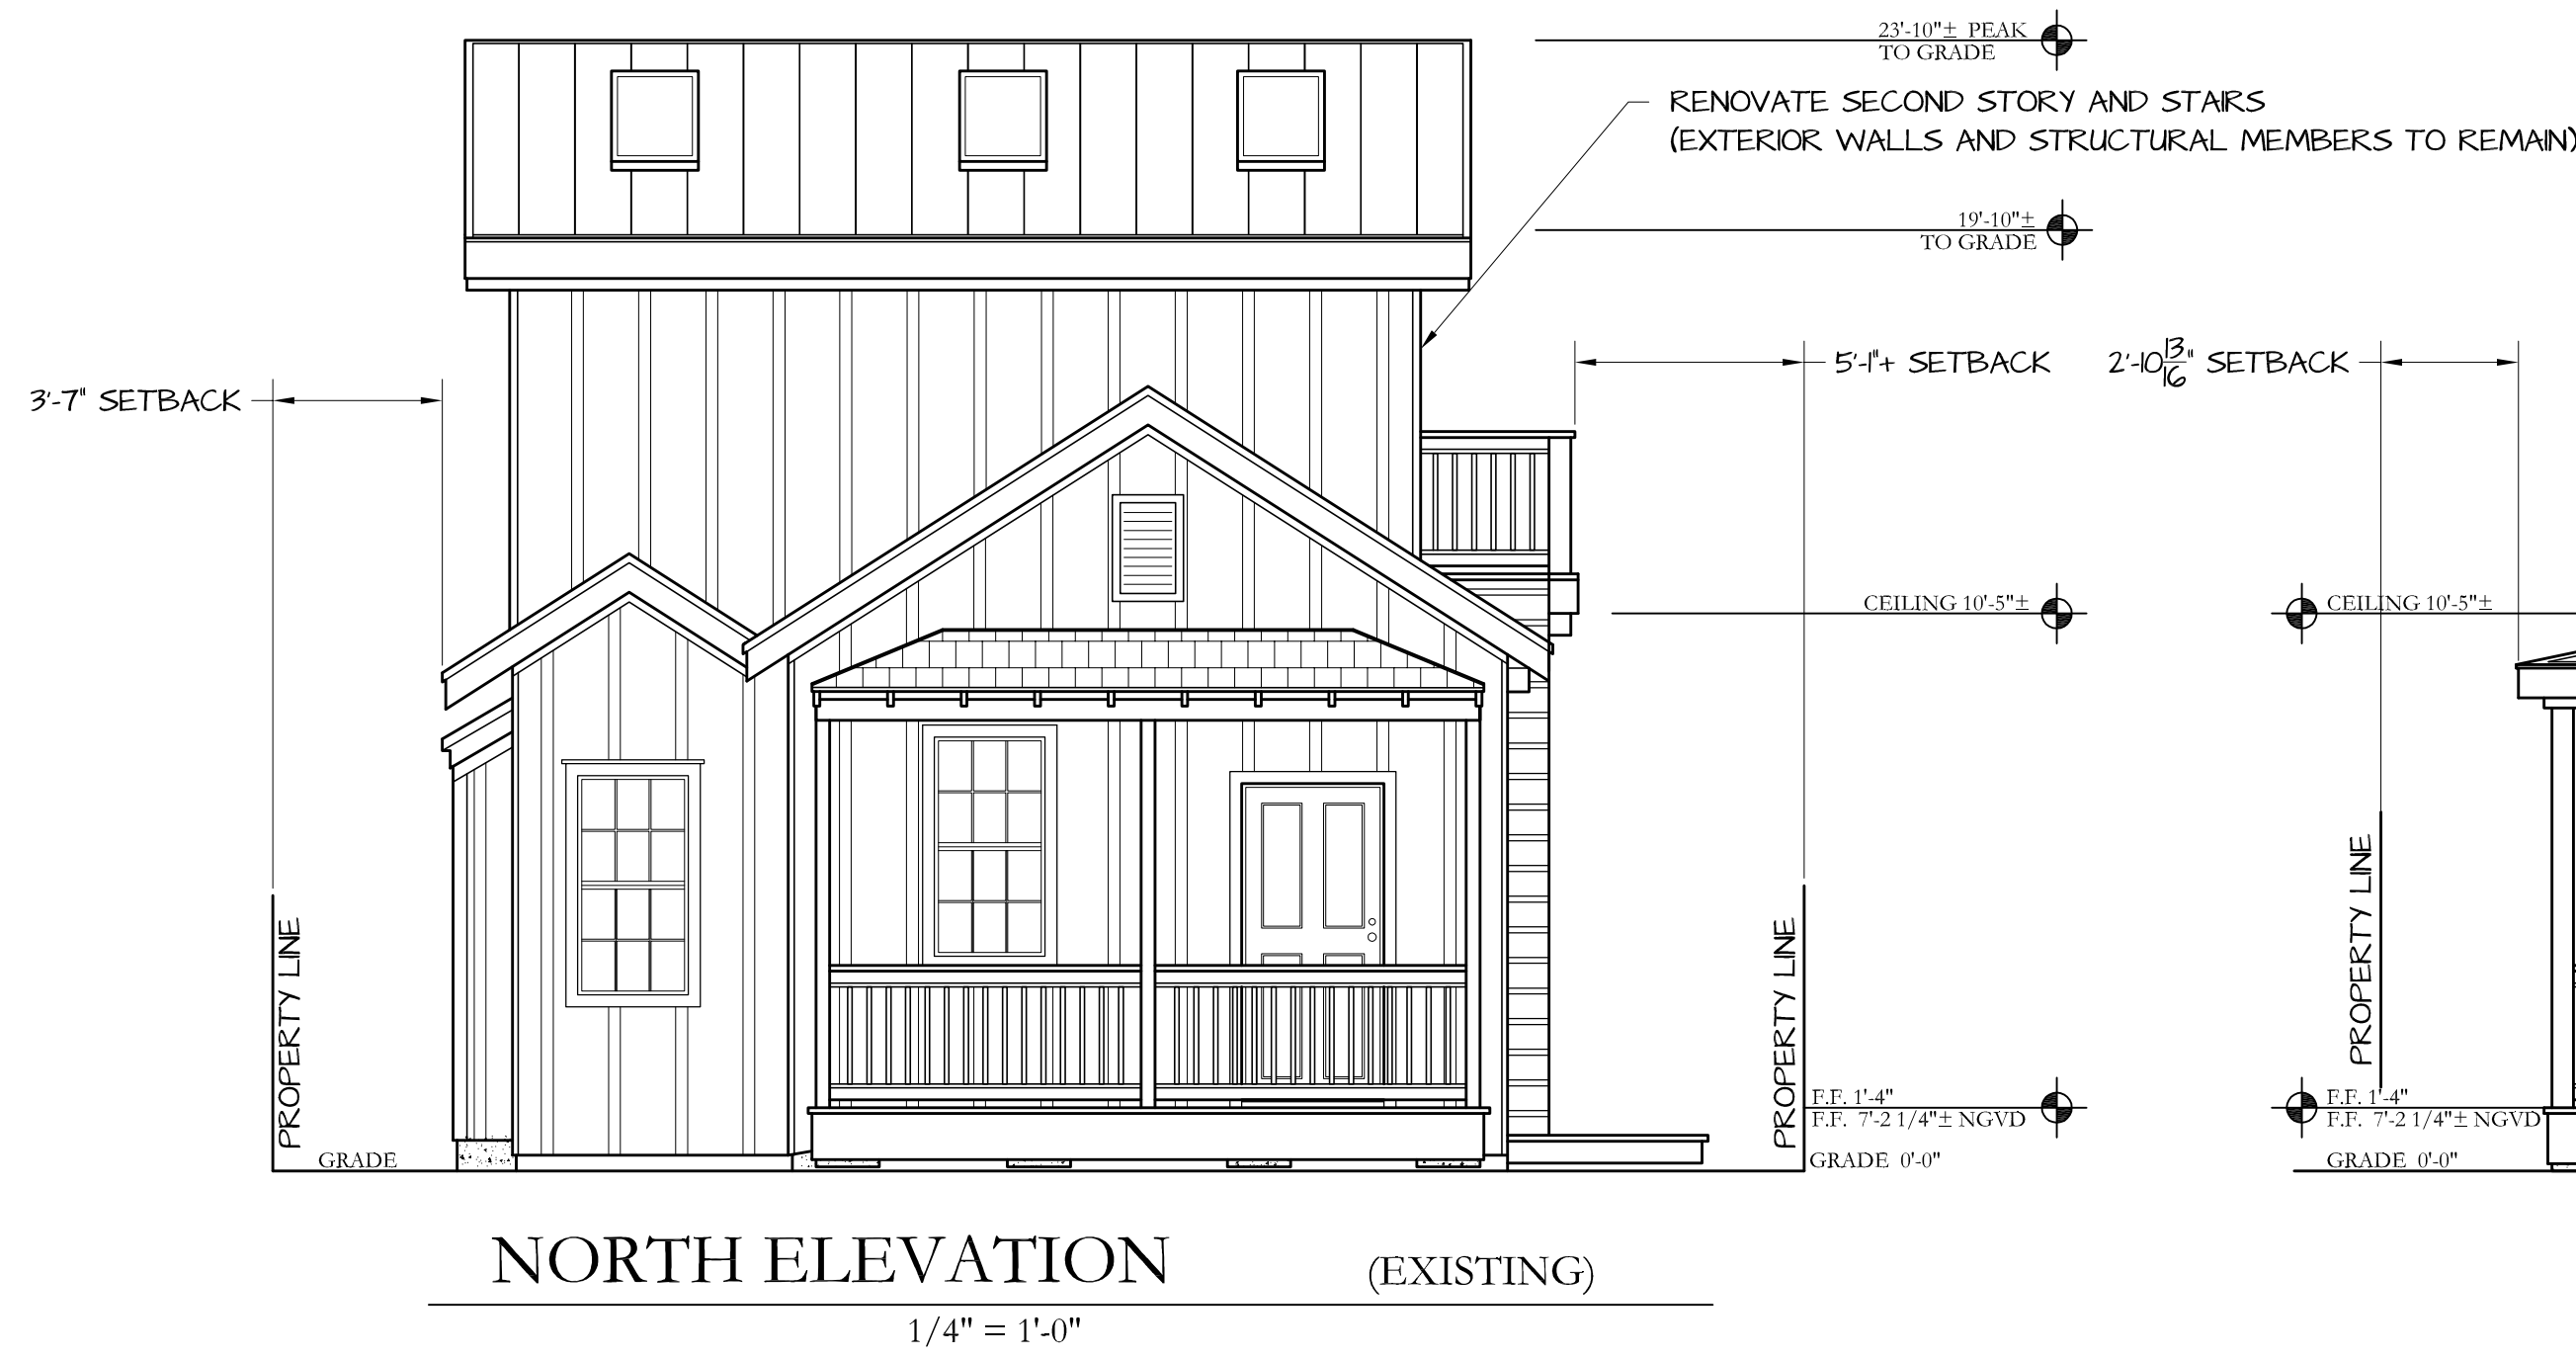 23'-10"± PEAK
TO GRADE
RENOVATE SECOND STORY AND STAIRS
(EXTERIOR WALLS AND STRUCTURAL MEMBERS TO REMAIN)
19'-10"±
TO GRADE
3'-7" SETBACK
5'-1"+ SETBACK
2'-10 13/16" SETBACK
CEILING 10'-5"±
CEILING 10'-5"±
PROPERTY LINE
PROPERTY LINE
PROPERTY LINE
F.F. 1'-4"
F.F. 7'-2 1/4"± NGVD
F.F. 1'-4"
F.F. 7'-2 1/4"± NGVD
GRADE
GRADE 0'-0"
GRADE 0'-0"
NORTH ELEVATION (EXISTING)
1/4" = 1'-0"